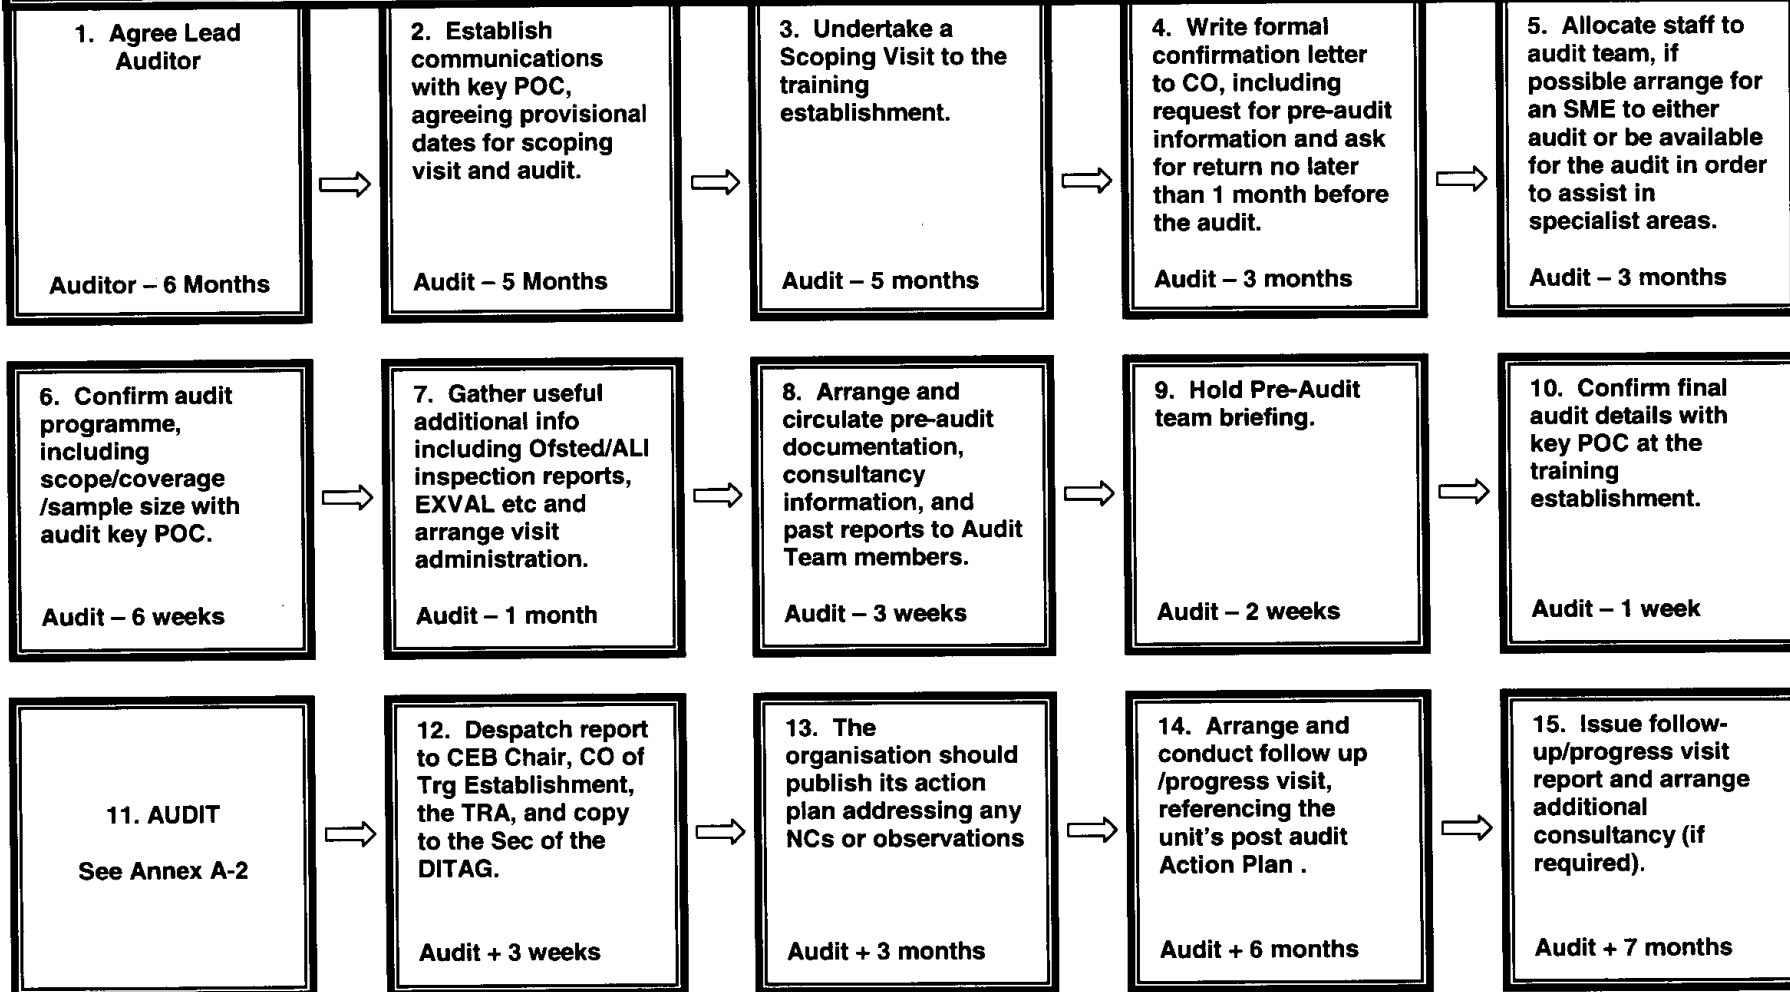 1. Agree Lead
Auditor
Auditor – 6 Months
2. Establish
communications
with key POC,
agreeing provisional
dates for scoping
visit and audit.
Audit – 5 Months
3. Undertake a
Scoping Visit to the
training
establishment.
Audit – 5 months
4. Write formal
confirmation letter
to CO, including
request for pre-audit
information and ask
for return no later
than 1 month before
the audit.
Audit – 3 months
5. Allocate staff to
audit team, if
possible arrange for
an SME to either
audit or be available
for the audit in order
to assist in
specialist areas.
Audit – 3 months
6. Confirm audit
programme,
including
scope/coverage
/sample size with
audit key POC.
Audit – 6 weeks
7. Gather useful
additional info
including Ofsted/ALI
inspection reports,
EXVAL etc and
arrange visit
administration.
Audit – 1 month
8. Arrange and
circulate pre-audit
documentation,
consultancy
information, and
past reports to Audit
Team members.
Audit – 3 weeks
9. Hold Pre-Audit
team briefing.
Audit – 2 weeks
10. Confirm final
audit details with
key POC at the
training
establishment.
Audit – 1 week
11. AUDIT
See Annex A-2
12. Despatch report
to CEB Chair, CO of
Trg Establishment,
the TRA, and copy
to the Sec of the
DITAG.
Audit + 3 weeks
13. The
organisation should
publish its action
plan addressing any
NCs or observations
Audit + 3 months
14. Arrange and
conduct follow up
/progress visit,
referencing the
unit's post audit
Action Plan .
Audit + 6 months
15. Issue follow-
up/progress visit
report and arrange
additional
consultancy (if
required).
Audit + 7 months